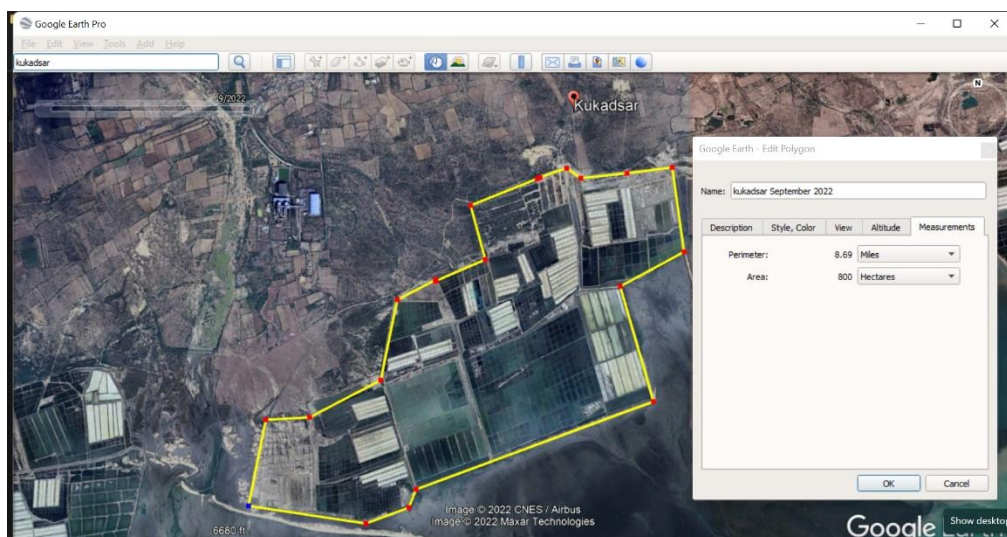 Google Earth Pro
File Edit View Tools Add Help
kukadsar
9/2022
Kukadsar
N
Google Earth - Edit Polygon
Name: kukadsar September 2022
Description Style, Color View Altitude Measurements
Perimeter: 8.69 Miles
Area: 800 Hectares
OK Cancel
6680 ft
Image © 2022 CNES / Airbus
Image © 2022 Maxar Technologies
Google
Show desktop